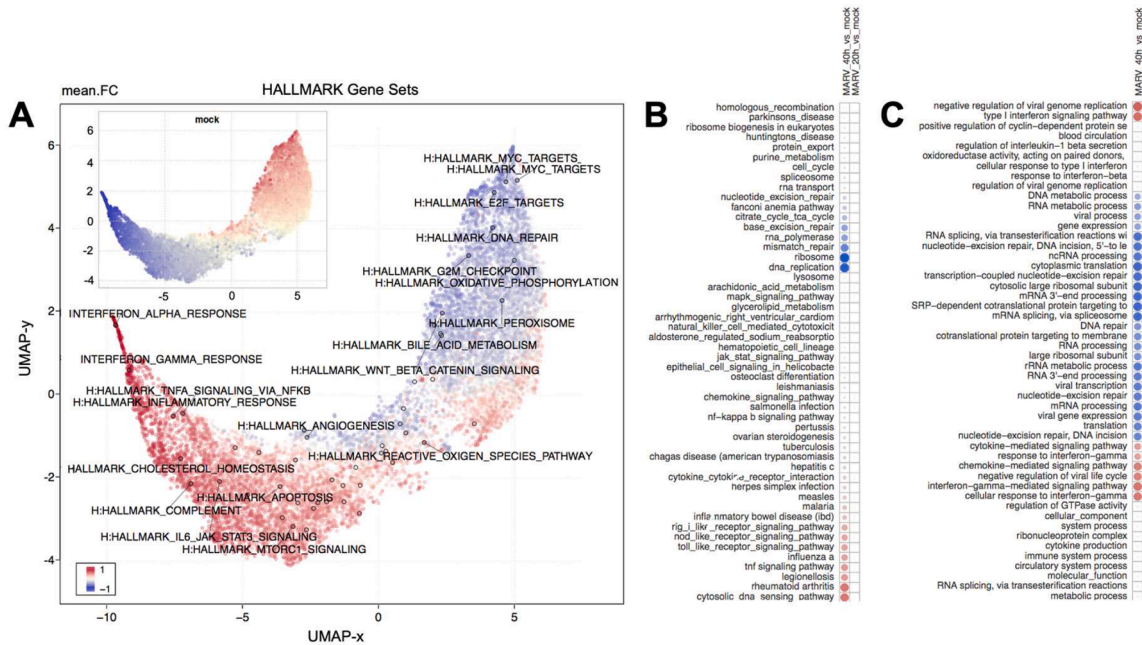 A
mean.FC
HALLMARK Gene Sets
mock
6
4
2
0
-2
-4
-5
0
5
6
4
2
0
-2
-4
-10
-5
0
5
UMAP-y
UMAP-x
H:HALLMARK_MYC_TARGETS_
H:HALLMARK_MYC_TARGETS
H:HALLMARK_E2F_TARGETS
H:HALLMARK_DNA_REPAIR
H:HALLMARK_G2M_CHECKPOINT
H:HALLMARK_OXIDATIVE_PHOSPHORYLATION
H:HALLMARK_PEROXISOME
H:HALLMARK_BILE_ACID_METABOLISM
H:HALLMARK_WNT_BETA_CATENIN_SIGNALING
INTERFERON_ALPHA_RESPONSE
INTERFERON_GAMMA_RESPONSE
H:HALLMARK_TNFA_SIGNALING_VIA_NFKB
H:HALLMARK_INFLAMMATORY_RESPONSE
H:HALLMARK_ANGIOGENESIS
H:HALLMARK_REACTIVE_OXIGEN_SPECIES_PATHWAY
HALLMARK_CHOLESTEROL_HOMEOSTASIS
H:HALLMARK_APOPTOSIS
H:HALLMARK_COMPLEMENT
H:HALLMARK_IL6_JAK_STAT3_SIGNALING
H:HALLMARK_MTORC1_SIGNALING
1
-1
B
MARV_40h_vs_mock
MARV_20h_vs_mock
homologous_recombination
parkinsons_disease
ribosome biogenesis in eukaryotes
huntingtons_disease
protein_export
purine_metabolism
cell_cycle
spliceosome
rna transport
nucleotide_excision_repair
fanconi anemia pathway
citrate_cycle_tca_cycle
base_excision_repair
rna_polymerase
mismatch_repair
ribosome
dna_replication
lysosome
arachidonic_acid_metabolism
mapk_signaling_pathway
glycerolipid_metabolism
arrhythmogenic_right_ventricular_cardiom
natural_killer_cell_mediated_cytotoxicit
aldosterone_regulated_sodium_reabsorptio
hematopoietic_cell_lineage
jak_stat_signaling_pathway
epithelial_cell_signaling_in_helicobacte
osteoclast differentiation
leishmaniasis
chemokine_signaling_pathway
salmonella infection
nf-kappa b signaling pathway
pertussis
ovarian steroidogenesis
tuberculosis
chagas disease (american trypanosomiasis
hepatitis c
cytokine_cytokine_receptor_interaction
herpes simplex infection
measles
malaria
inflammatory bowel disease (ibd)
rig_i_like_receptor_signaling_pathway
nod_like_receptor_signaling_pathway
toll_like_receptor_signaling_pathway
influenza a
tnf signaling pathway
legionellosis
rheumatoid arthritis
cytosolic_dna_sensing_pathway
C
MARV_40h_vs_mock
negative regulation of viral genome replication
type I interferon signaling pathway
positive regulation of cyclin-dependent protein se
blood circulation
regulation of interleukin-1 beta secretion
oxidoreductase activity, acting on paired donors,
cellular response to type I interferon
response to interferon-beta
regulation of viral genome replication
DNA metabolic process
RNA metabolic process
viral process
gene expression
RNA splicing, via transesterification reactions wi
nucleotide-excision repair, DNA incision, 5'-to le
ncRNA processing
cytoplasmic translation
transcription-coupled nucleotide-excision repair
cytosolic large ribosomal subunit
mRNA 3'-end processing
SRP-dependent cotranslational protein targeting to
mRNA splicing, via spliceosome
DNA repair
cotranslational protein targeting to membrane
RNA processing
large ribosomal subunit
rRNA metabolic process
RNA 3'-end processing
viral transcription
nucleotide-excision repair
mRNA processing
viral gene expression
translation
nucleotide-excision repair, DNA incision
cytokine-mediated signaling pathway
response to interferon-gamma
chemokine-mediated signaling pathway
negative regulation of viral life cycle
interferon-gamma-mediated signaling pathway
cellular response to interferon-gamma
regulation of GTPase activity
cellular_component
system process
ribonucleoprotein complex
cytokine production
immune system process
circulatory system process
molecular_function
RNA splicing, via transesterification reactions
metabolic process